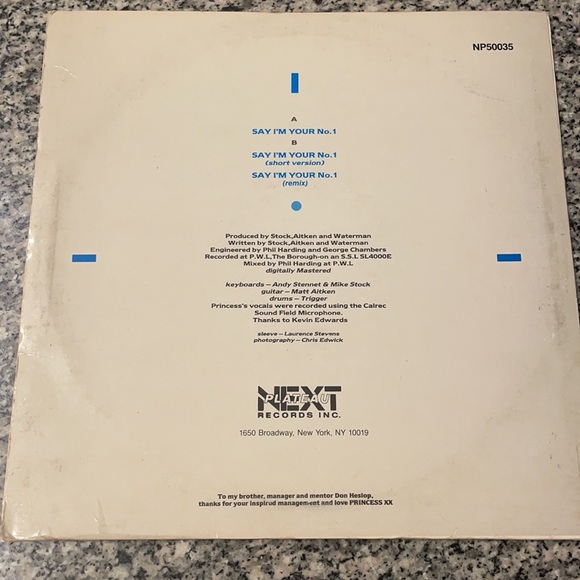 NP50035
A
SAY I'M YOUR No.1
B
SAY I'M YOUR No.1
(short version)
SAY I'M YOUR No.1
(remix)
Produced by Stock,Aitken and Waterman
Written by Stock,Aitken and Waterman
Engineered by Phil Harding and George Chambers
Recorded at P.W.L,The Borough-on an S.S.L SL4000E
Mixed by Phil Harding at P.W.L
digitally Mastered
keyboards – Andy Stennet & Mike Stock
guitar – Matt Aitken
drums – Trigger
Princess's vocals were recorded using the Calrec
Sound Field Microphone.
Thanks to Kevin Edwards
sleeve – Laurence Stevens
photography – Chris Edwick
NEXT
PLATEAU
RECORDS INC.
1650 Broadway, New York, NY 10019
To my brother, manager and mentor Don Heslop,
thanks for your inspirud management and love PRINCESS XX